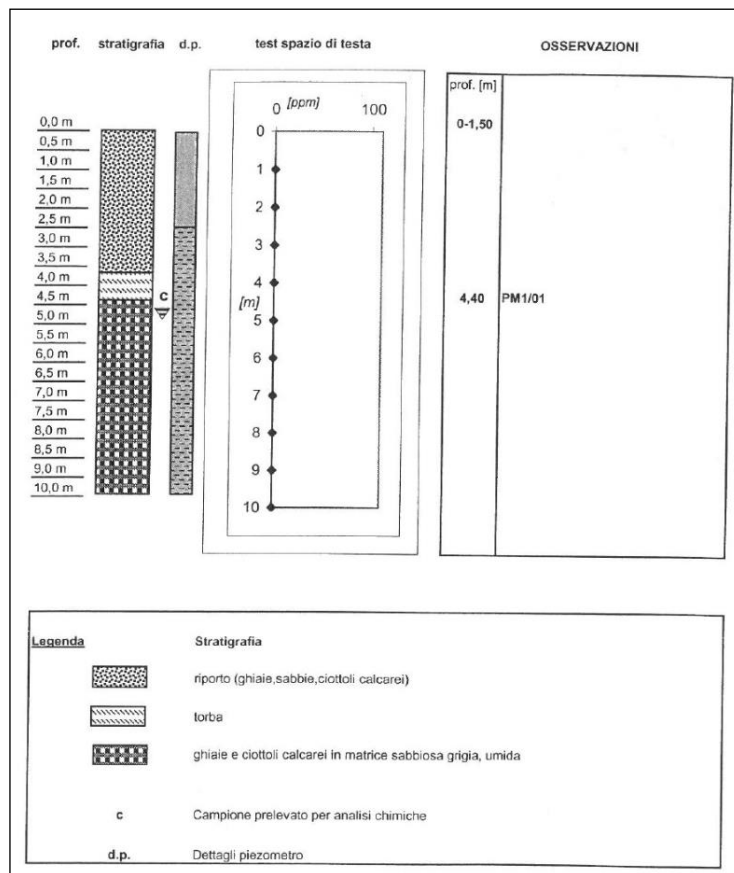 prof. stratigrafia d.p. test spazio di testa OSSERVAZIONI
0,0 m
0,5 m
1,0 m
1,5 m
2,0 m
2,5 m
3,0 m
3,5 m
4,0 m
4,5 m
5,0 m
5,5 m
6,0 m
6,5 m
7,0 m
7,5 m
8,0 m
8,5 m
9,0 m
10,0 m
c
0 [ppm] 100
0
1
2
3
4
[m]
5
6
7
8
9
10
prof. [m]
0-1,50
4,40 PM1/01
Legenda Stratigrafia
riporto (ghiaie,sabbie,ciottoli calcarei)
torba
ghiaie e ciottoli calcarei in matrice sabbiosa grigia, umida
c Campione prelevato per analisi chimiche
d.p. Dettagli piezometro